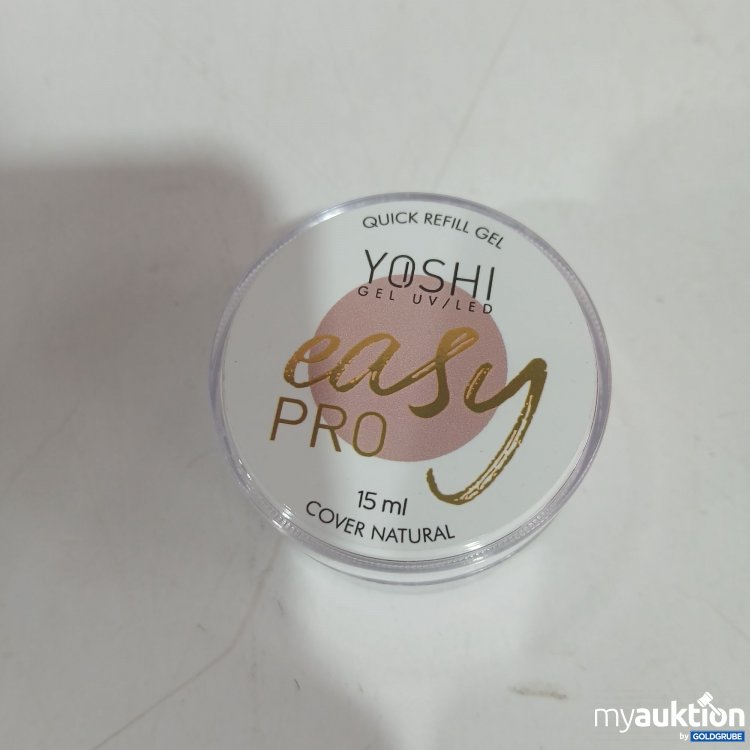 QUICK REFILL GEL
YOSHI
GEL UV/LED
easy
PRO
15 ml
COVER NATURAL
myauktion
by GOLDGRUBE